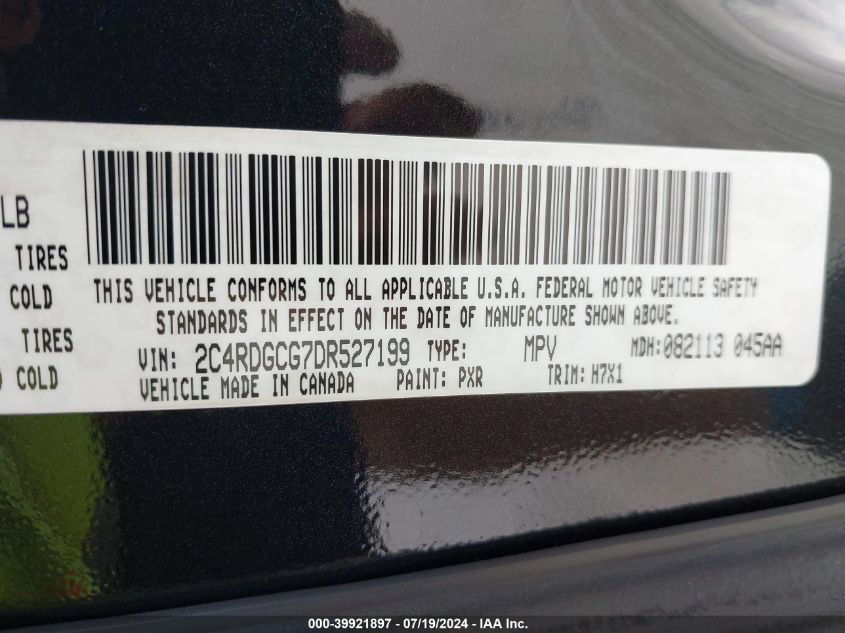 LB
TIRES
COLD
TIRES
COLD
THIS VEHICLE CONFORMS TO ALL APPLICABLE U.S.A. FEDERAL MOTOR VEHICLE SAFETY
STANDARDS IN EFFECT ON THE DATE OF MANUFACTURE SHOWN ABOVE.
VIN: 2C4RDGCG7DR527199 TYPE: MPV MDH:082113 045AA
VEHICLE MADE IN CANADA PAINT: PXR TRIM: H7X1
000-39921897 / 07/19/2024 - IAA Inc.